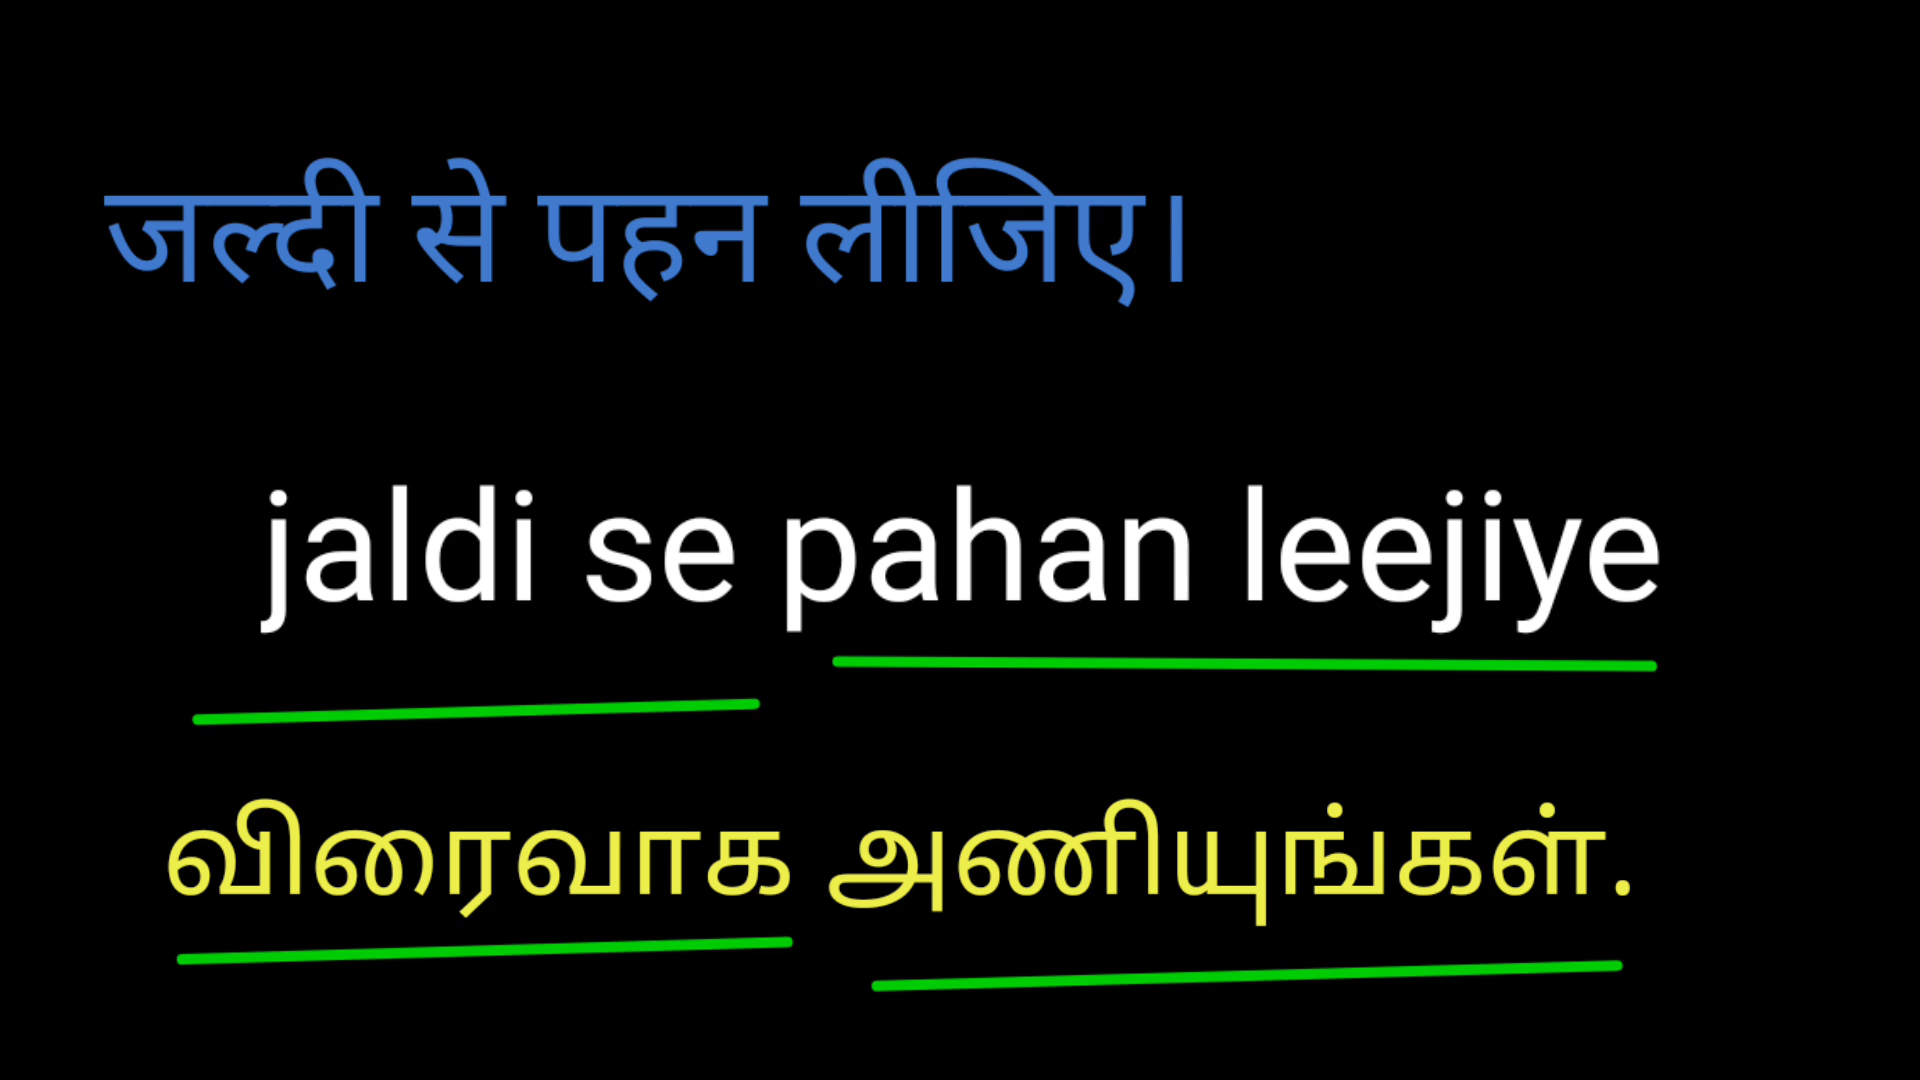 जल्दी से पहन लीजिए।
jaldi se pahan leejiye
விரைவாக அணியுங்கள்.